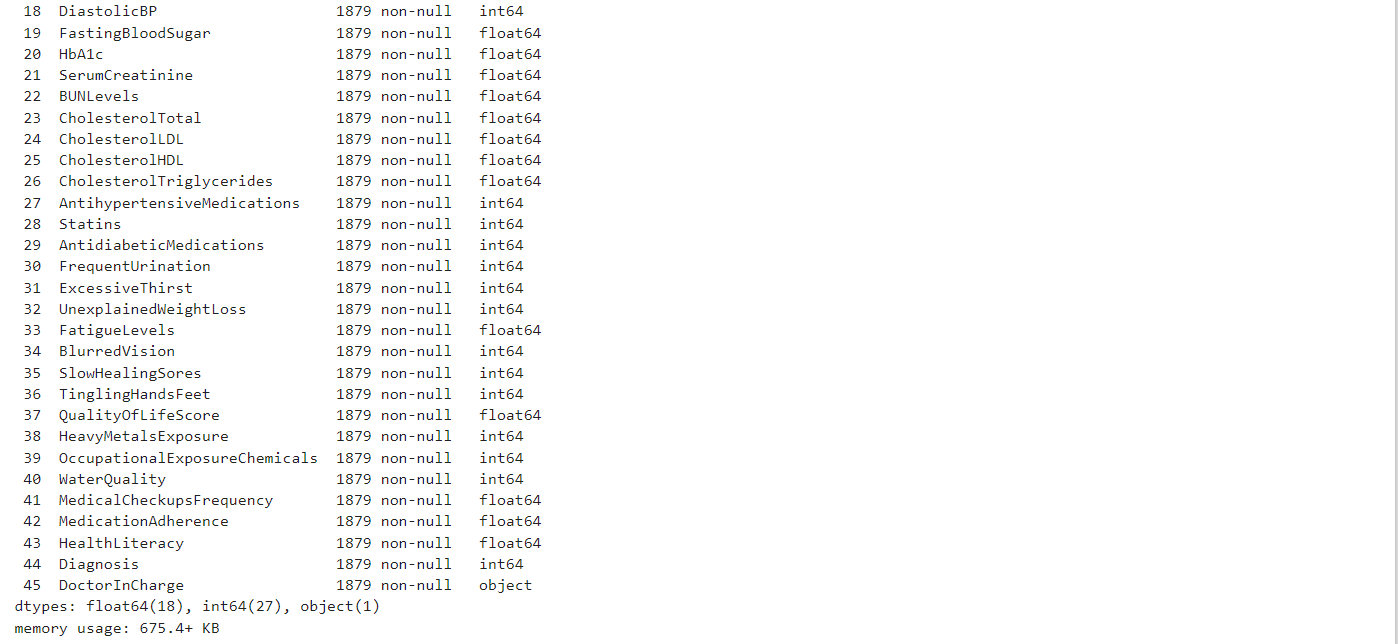 18  DiastolicBP                    1879 non-null   int64
19  FastingBloodSugar              1879 non-null   float64
20  HbA1c                          1879 non-null   float64
21  SerumCreatinine                1879 non-null   float64
22  BUNLevels                      1879 non-null   float64
23  CholesterolTotal               1879 non-null   float64
24  CholesterolLDL                 1879 non-null   float64
25  CholesterolHDL                 1879 non-null   float64
26  CholesterolTriglycerides       1879 non-null   float64
27  AntihypertensiveMedications    1879 non-null   int64
28  Statins                        1879 non-null   int64
29  AntidiabeticMedications        1879 non-null   int64
30  FrequentUrination              1879 non-null   int64
31  ExcessiveThirst                1879 non-null   int64
32  UnexplainedWeightLoss          1879 non-null   int64
33  FatigueLevels                  1879 non-null   float64
34  BlurredVision                  1879 non-null   int64
35  SlowHealingSores               1879 non-null   int64
36  TinglingHandsFeet              1879 non-null   int64
37  QualityOfLifeScore             1879 non-null   float64
38  HeavyMetalsExposure            1879 non-null   int64
39  OccupationalExposureChemicals  1879 non-null   int64
40  WaterQuality                   1879 non-null   int64
41  MedicalCheckupsFrequency       1879 non-null   float64
42  MedicationAdherence            1879 non-null   float64
43  HealthLiteracy                 1879 non-null   float64
44  Diagnosis                      1879 non-null   int64
45  DoctorInCharge                 1879 non-null   object
dtypes: float64(18), int64(27), object(1)
memory usage: 675.4+ KB